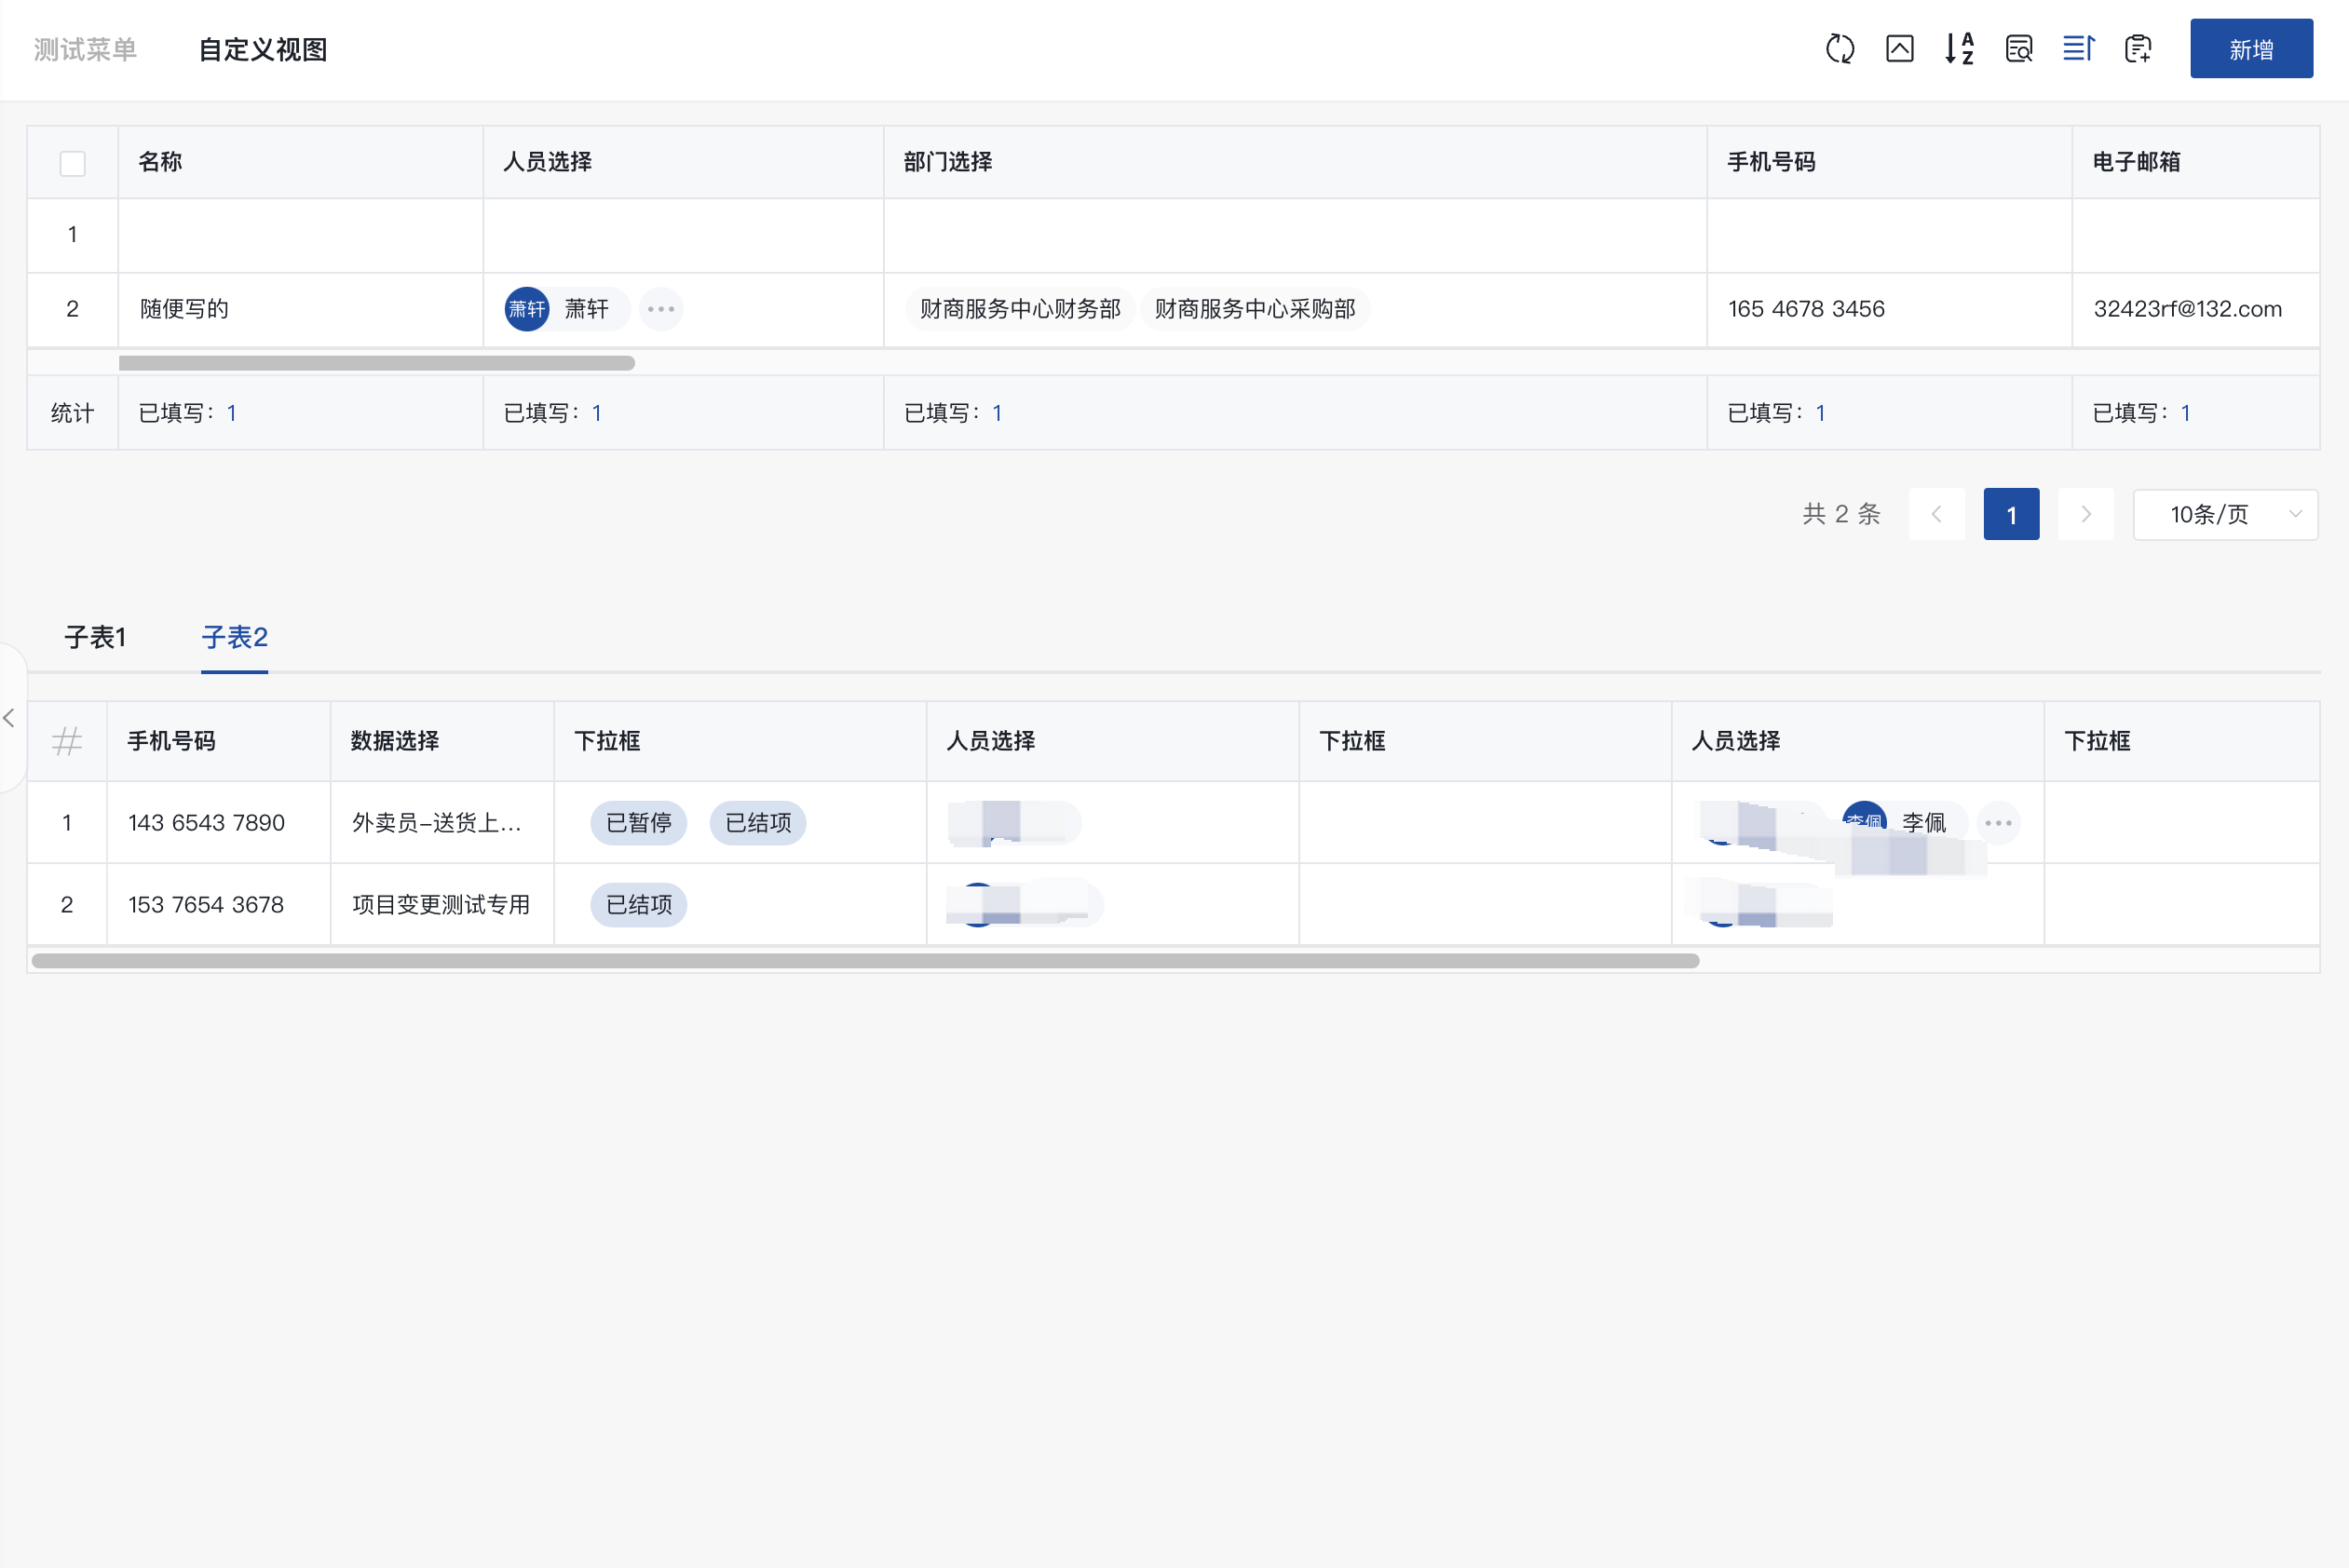 测试菜单 自定义视图 新增
名称 人员选择 部门选择 手机号码 电子邮箱
1
2 随便写的 萧轩 萧轩 财商服务中心财务部 财商服务中心采购部 165 4678 3456 32423rf@132.com
统计 已填写：1 已填写：1 已填写：1 已填写：1 已填写：1
共 2 条 1 10条/页
子表1 子表2
# 手机号码 数据选择 下拉框 人员选择 下拉框 人员选择 下拉框
1 143 6543 7890 外卖员–送货上... 已暂停 已结项 李佩 李佩
2 153 7654 3678 项目变更测试专用 已结项